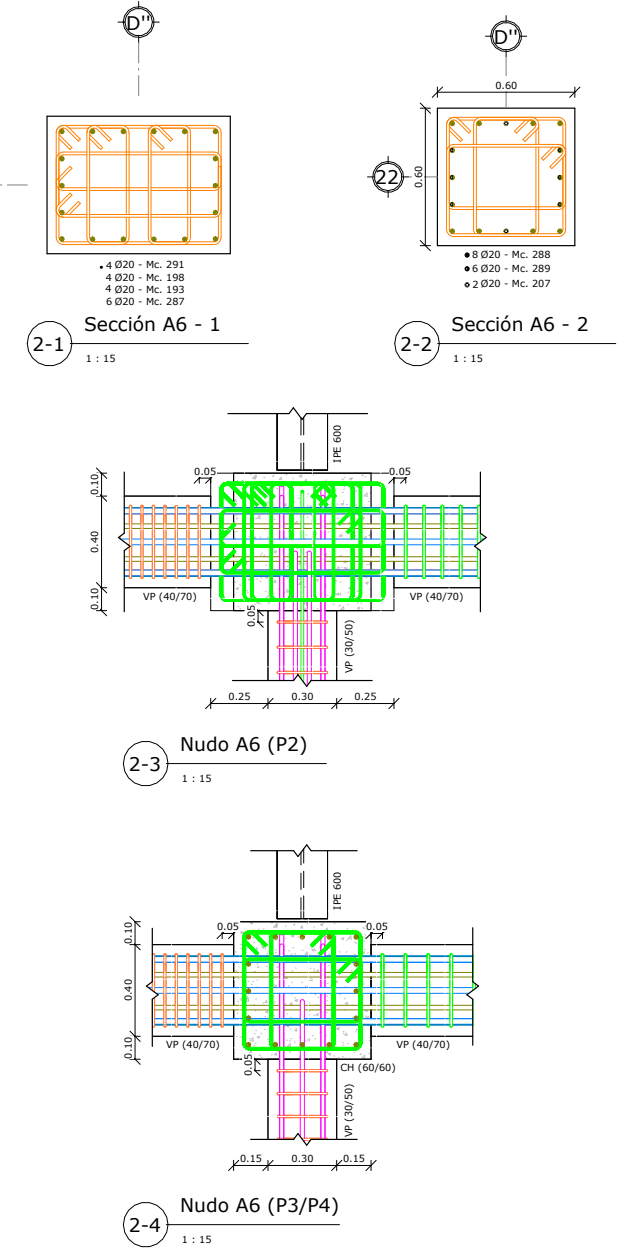 D''
4 Ø20 - Mc. 291
4 Ø20 - Mc. 198
4 Ø20 - Mc. 193
6 Ø20 - Mc. 287
2-1
Sección A6 - 1
1 : 15
D''
0.60
22
0.60
8 Ø20 - Mc. 288
6 Ø20 - Mc. 289
2 Ø20 - Mc. 207
2-2
Sección A6 - 2
1 : 15
IPE 600
0.05
0.05
0.10
0.40
0.10
VP (40/70)
VP (40/70)
0.05
VP (30/50)
0.25
0.30
0.25
2-3
Nudo A6 (P2)
1 : 15
IPE 600
0.05
0.05
0.10
0.40
0.10
VP (40/70)
VP (40/70)
0.05
CH (60/60)
VP (30/50)
0.15
0.30
0.15
2-4
Nudo A6 (P3/P4)
1 : 15